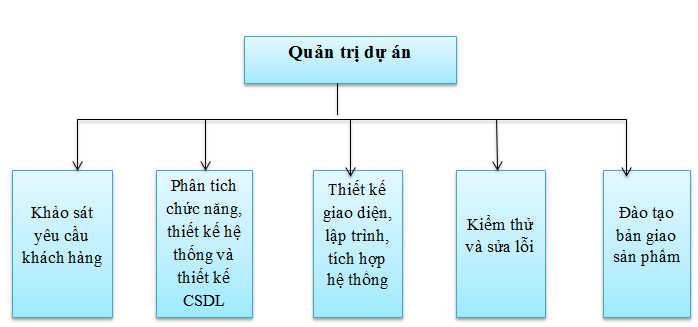 Quản trị dự án
Khảo sát
yêu cầu
khách hàng
Phân tich
chức năng,
thiết kế hệ
thống và
thiết kế
CSDL
Thiết kế
giao diện,
lập trình,
tích hợp
hệ thống
Kiểm thử
và sửa lỗi
Đào tạo
bàn giao
sản phẩm